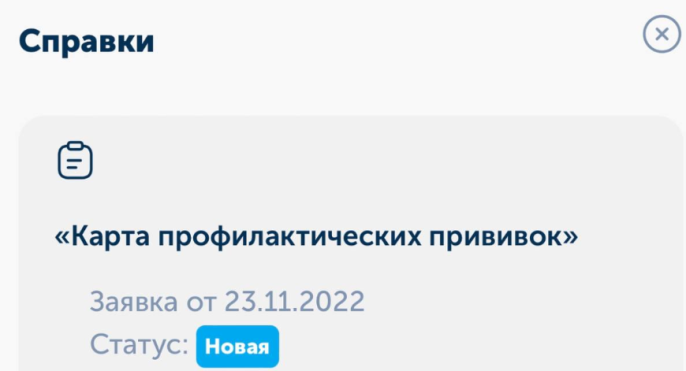 Справки
«Карта профилактических прививок»
Заявка от 23.11.2022
Статус: Новая